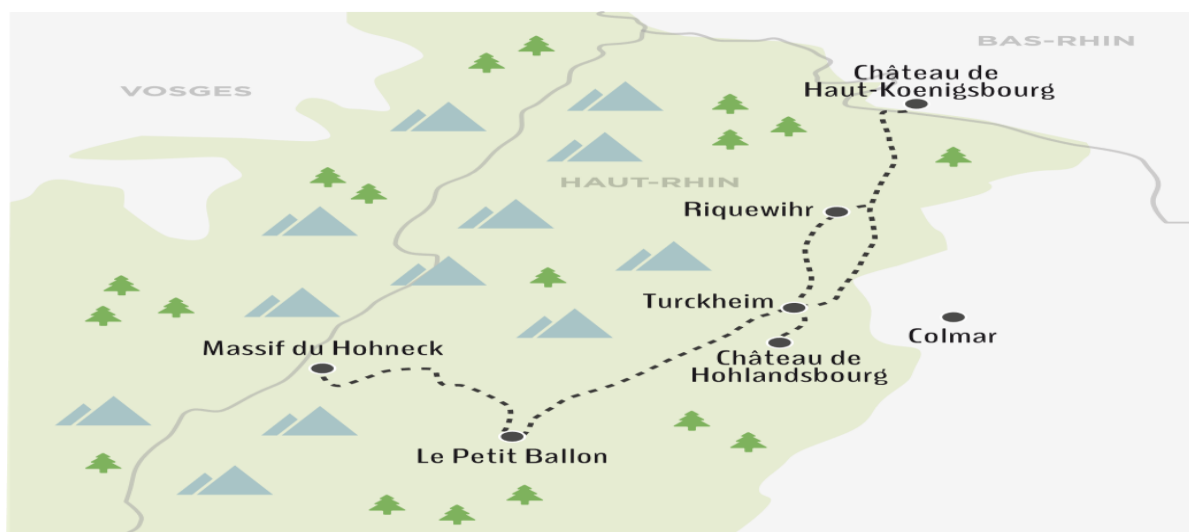 BAS-RHIN
Château de
Haut-Koenigsbourg
VOSGES
HAUT-RHIN
Riquewihr
Turckheim
Colmar
Massif du Hohneck
Château de
Hohlandsbourg
Le Petit Ballon